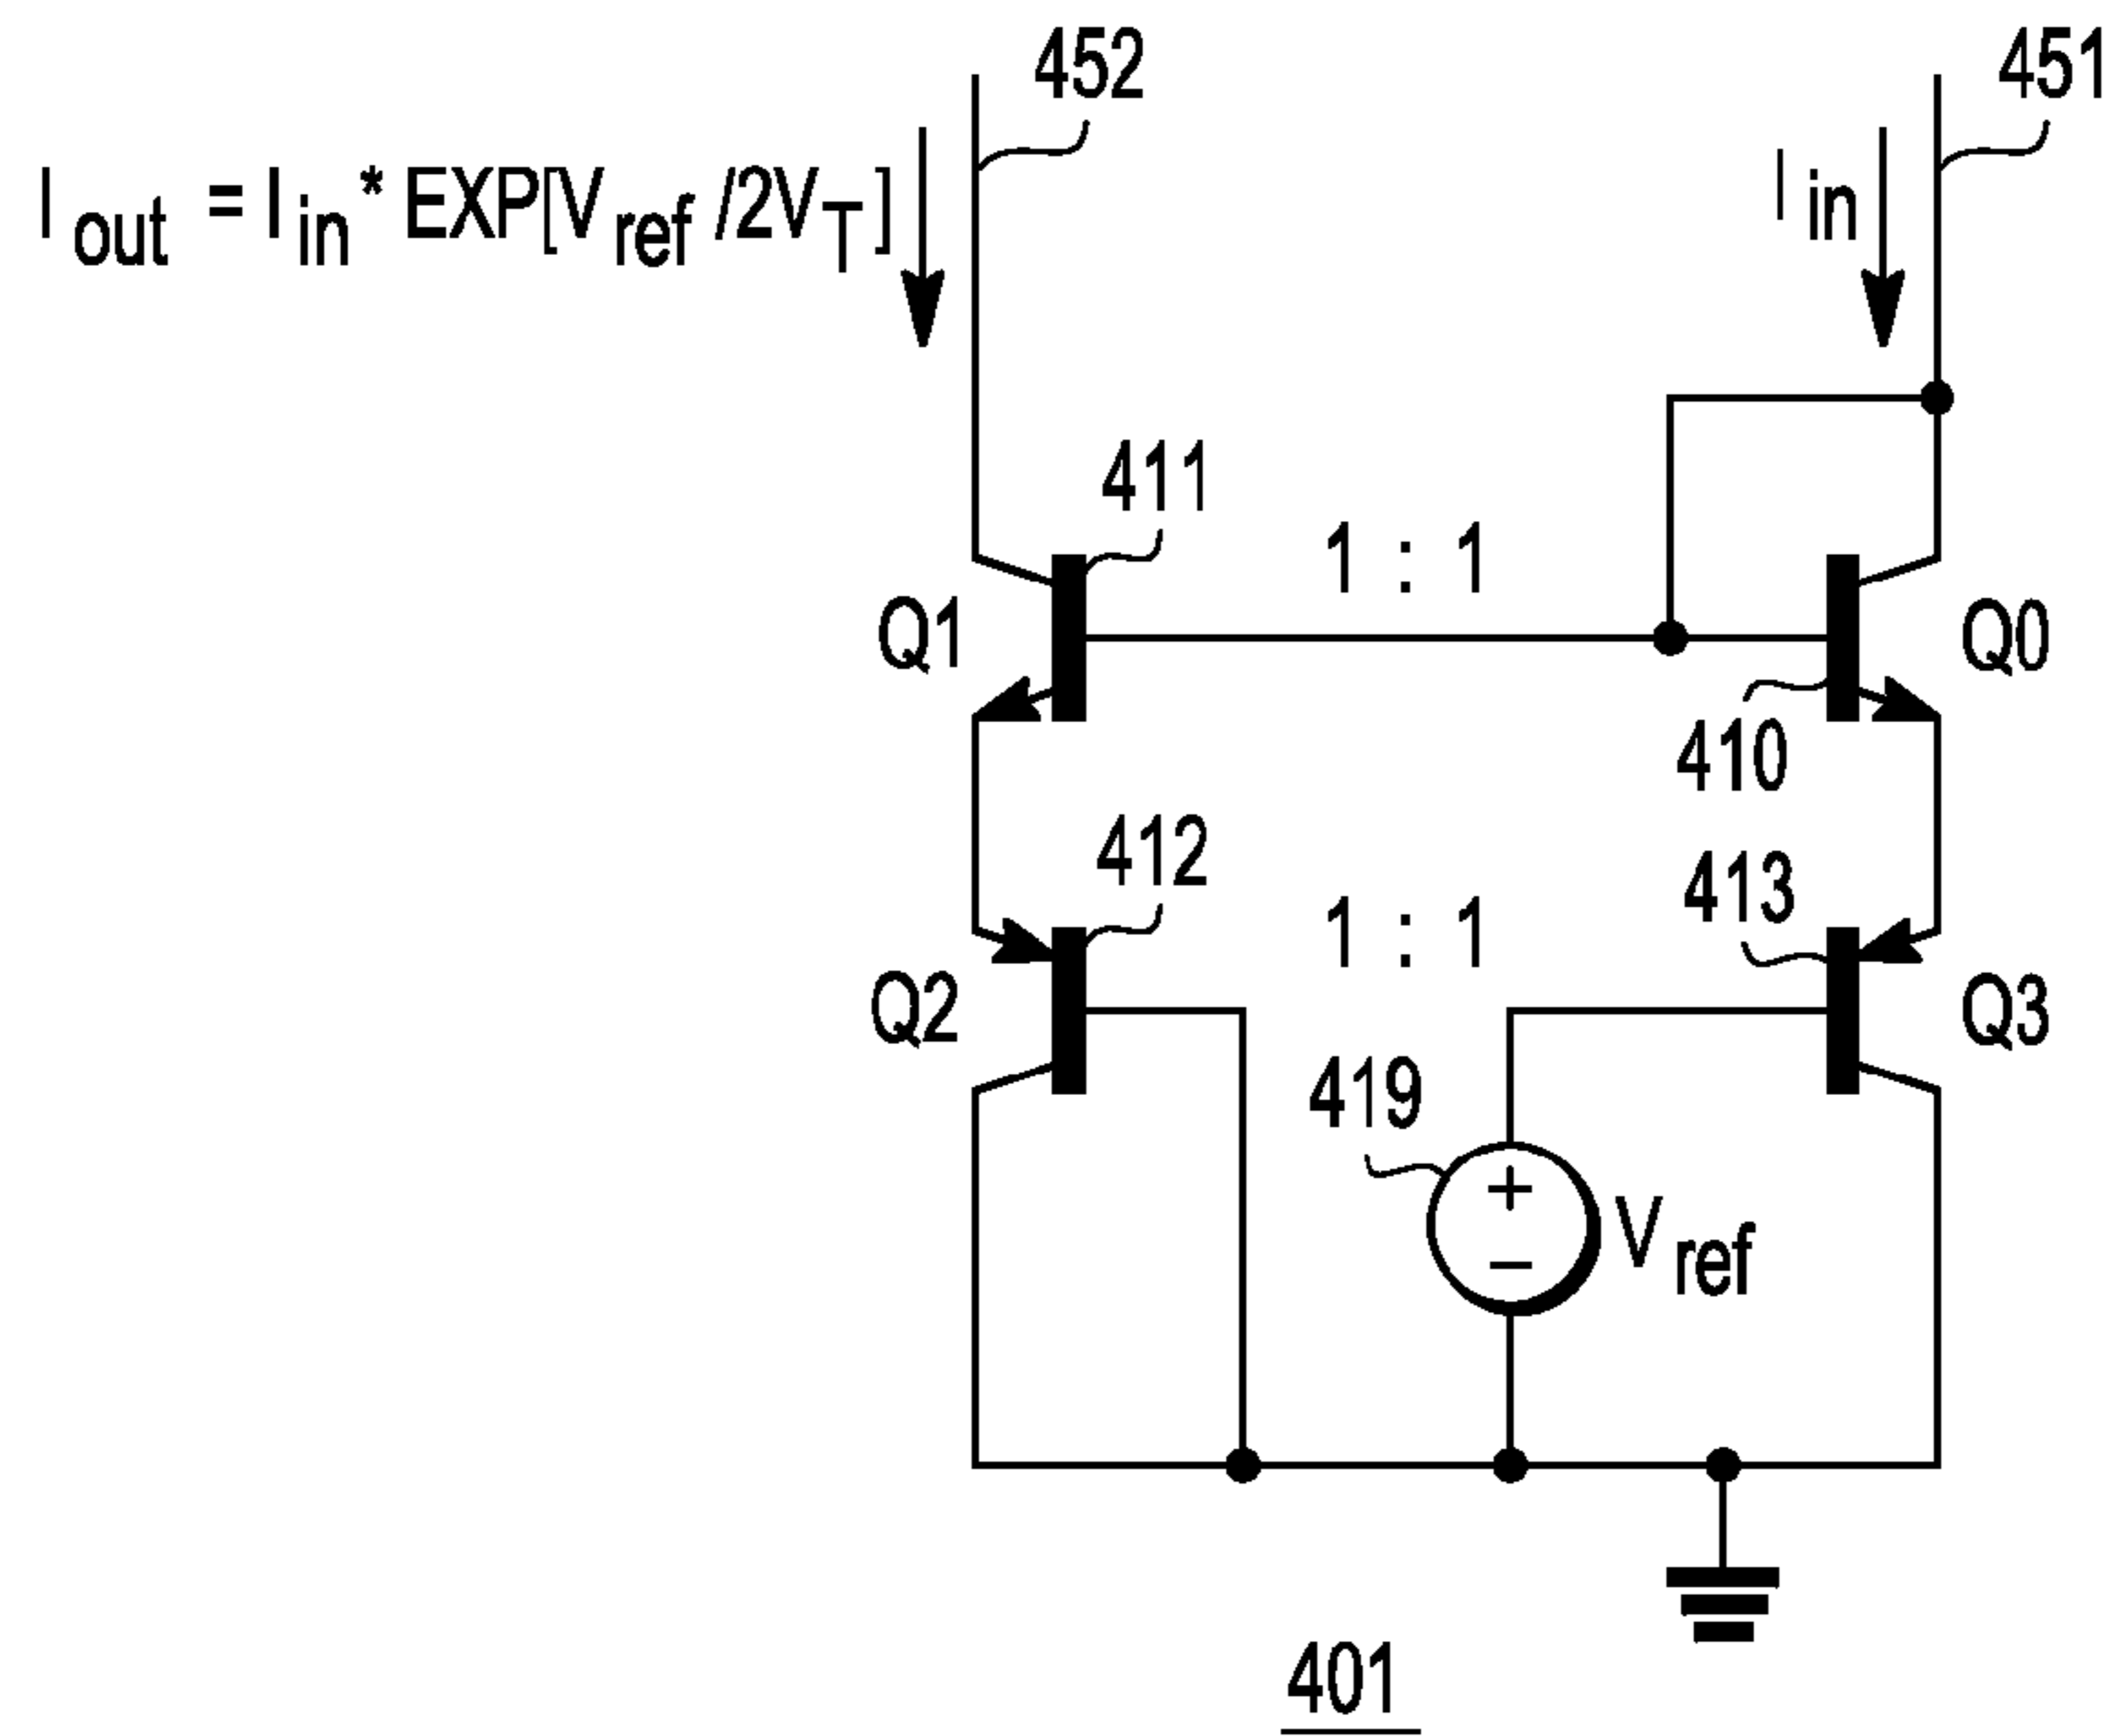 452
451
I out = I in * EXP[V ref /2V T ]
I in
411
1 : 1
Q1
Q0
410
412
1 : 1
413
Q2
Q3
419
+
−
V ref
401